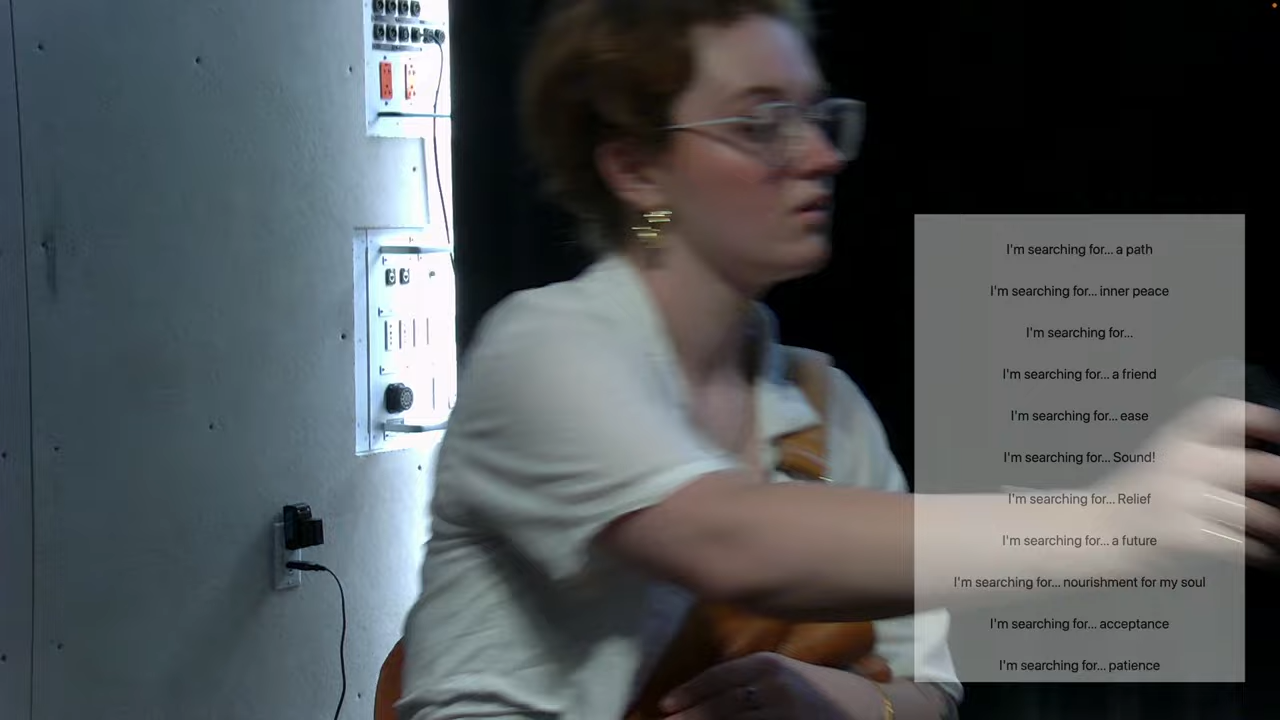 I'm searching for... a path
I'm searching for... inner peace
I'm searching for...
I'm searching for... a friend
I'm searching for... ease
I'm searching for... Sound!
I'm searching for... Relief
I'm searching for... a future
I'm searching for... nourishment for my soul
I'm searching for... acceptance
I'm searching for... patience